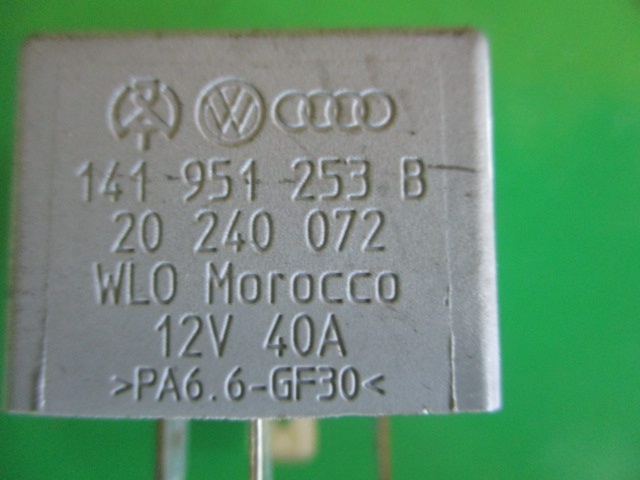 141 951 253 B
20 240 072
WLO Morocco
12V 40A
>PA6.6-GF30<